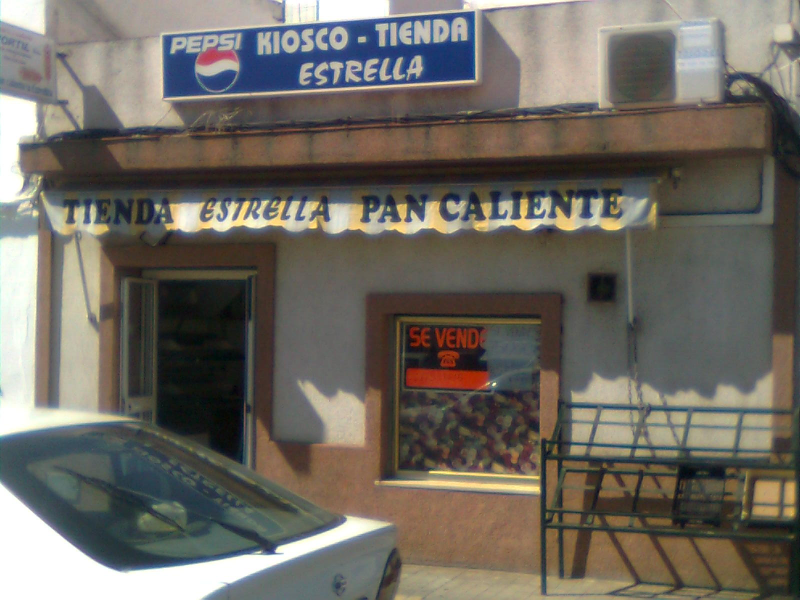 PEPSI KIOSCO - TIENDA
ESTRELLA
TIENDA ESTRELLA PAN CALIENTE
SE VENDE